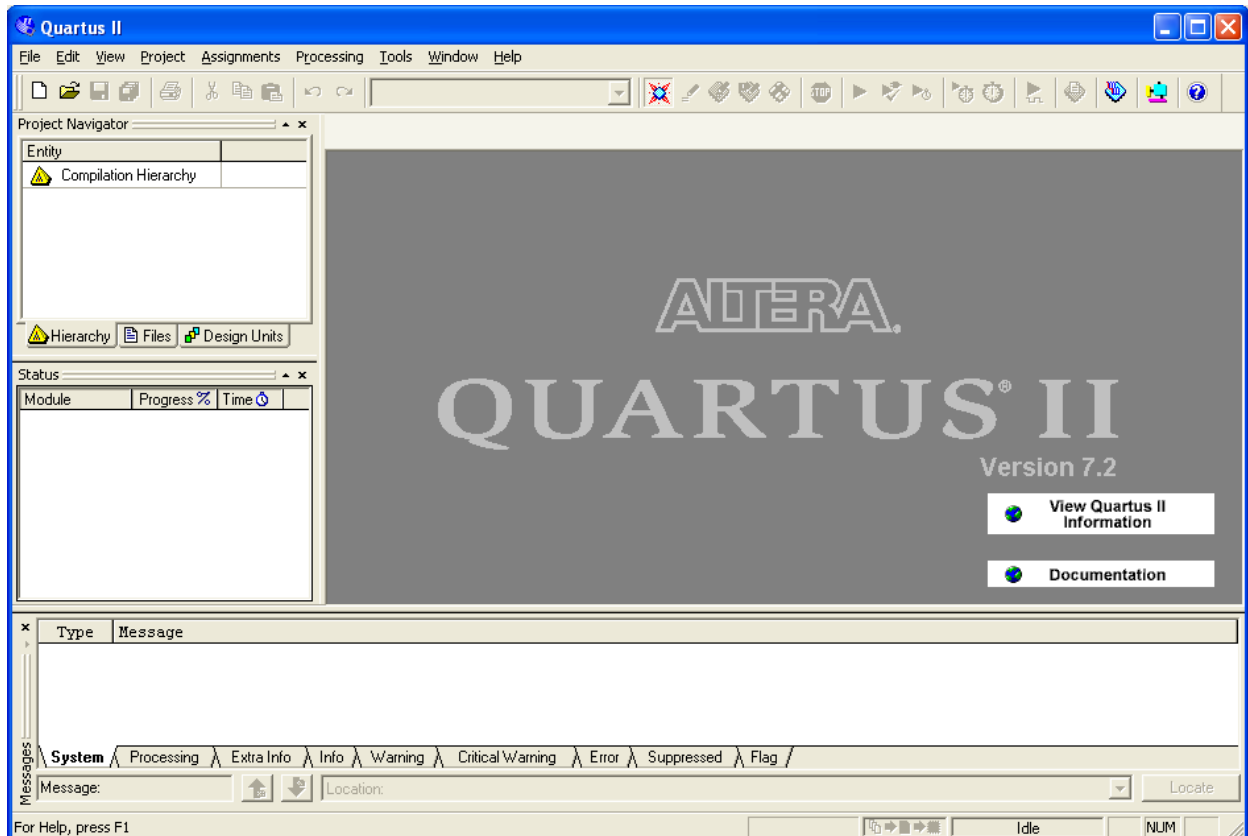 Quartus II
File Edit View Project Assignments Processing Tools Window Help
STOP
Project Navigator
Entity
Compilation Hierarchy
Hierarchy Files Design Units
Status
Module Progress % Time
ALTERA.
QUARTUS® II
Version 7.2
View Quartus II
Information
Documentation
Type Message
System Processing Extra Info Info Warning Critical Warning Error Suppressed Flag
Messages
Message: Location: Locate
For Help, press F1 Idle NUM